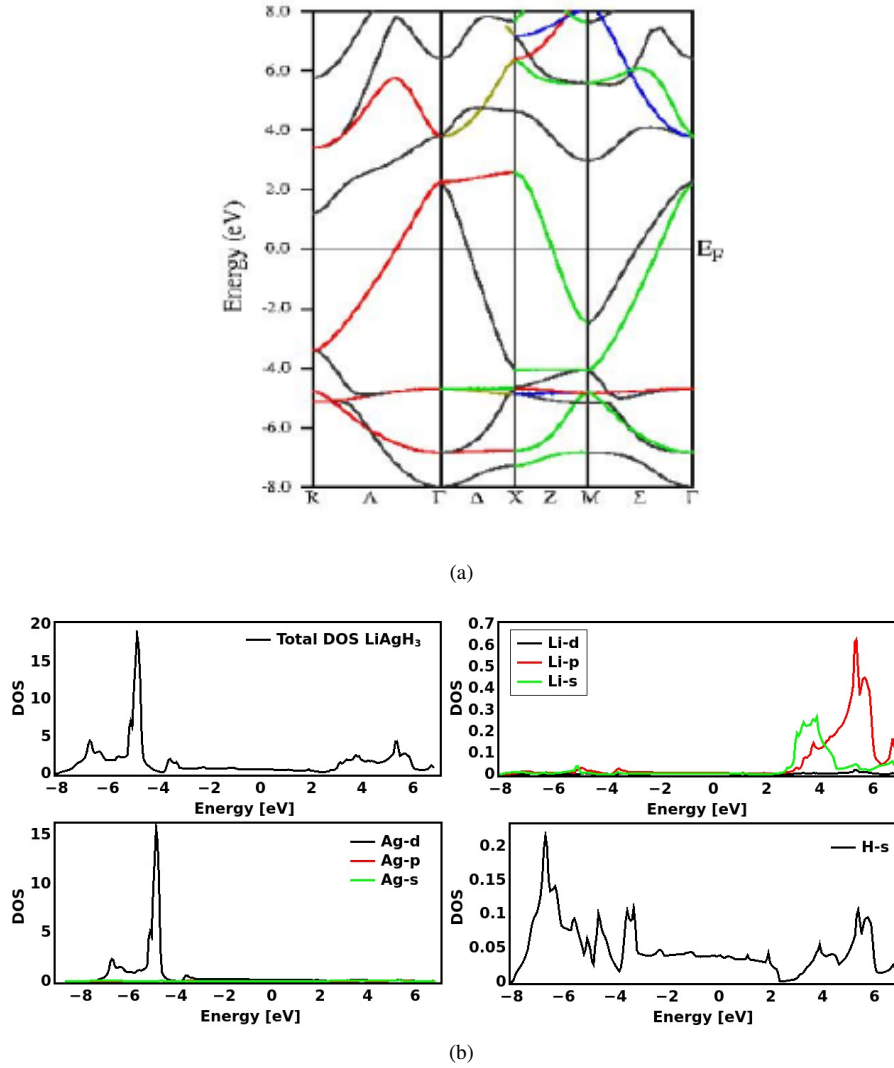 8.0
6.0
4.0
2.0
0.0
-2.0
-4.0
-6.0
-8.0
Energy (eV)
E_F
R Λ Γ Δ X Z M Σ Γ
(a)
20
15
10
5
0
DOS
Total DOS LiAgH₃
−8 −6 −4 −2 0 2 4 6
Energy [eV]
0.7
0.6
0.5
0.4
0.3
0.2
0.1
0
DOS
Li-d
Li-p
Li-s
−8 −6 −4 −2 0 2 4 6
Energy [eV]
15
10
5
0
DOS
Ag-d
Ag-p
Ag-s
−8 −6 −4 −2 0 2 4 6
Energy [eV]
0.2
0.15
0.1
0.05
0
DOS
H-s
−8 −6 −4 −2 0 2 4 6
Energy [eV]
(b)